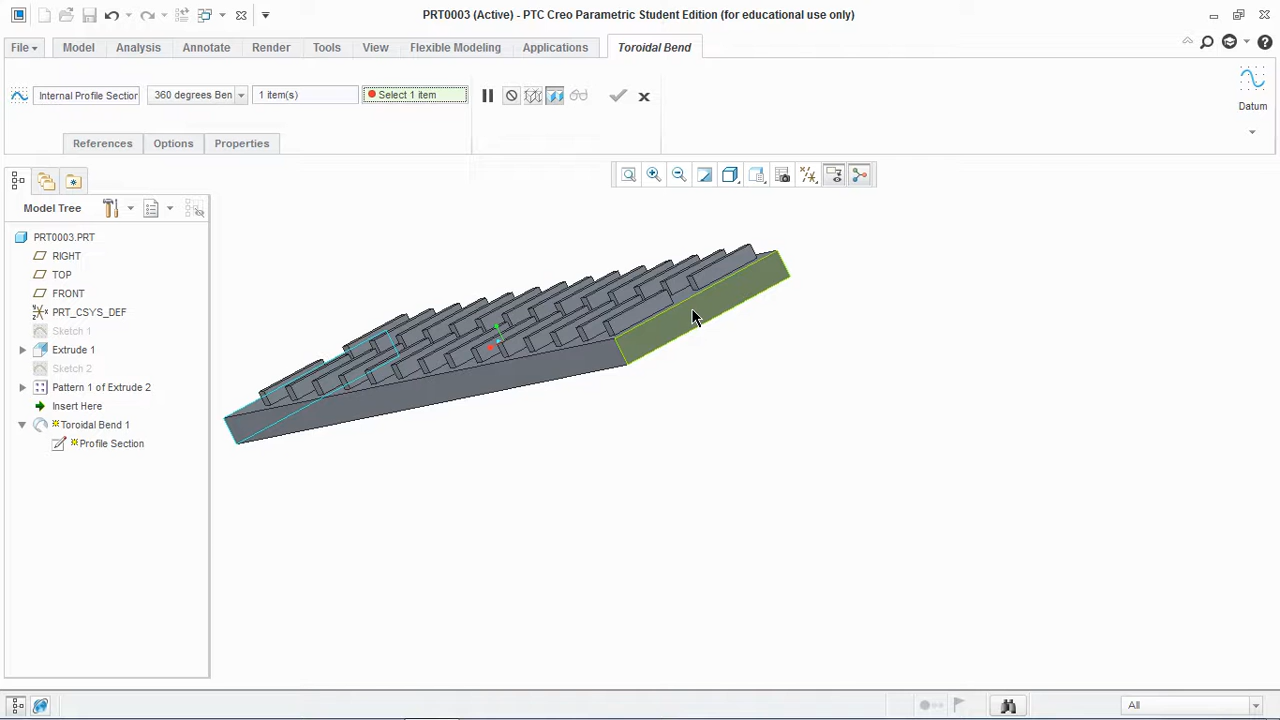 PRT0003 (Active) - PTC Creo Parametric Student Edition (for educational use only)
File Model Analysis Annotate Render Tools View Flexible Modeling Applications Toroidal Bend
Internal Profile Section 360 degrees Ben 1 item(s) Select 1 item
Datum
References Options Properties
Model Tree
PRT0003.PRT
RIGHT
TOP
FRONT
PRT_CSYS_DEF
Sketch 1
Extrude 1
Sketch 2
Pattern 1 of Extrude 2
Insert Here
Toroidal Bend 1
Profile Section
All